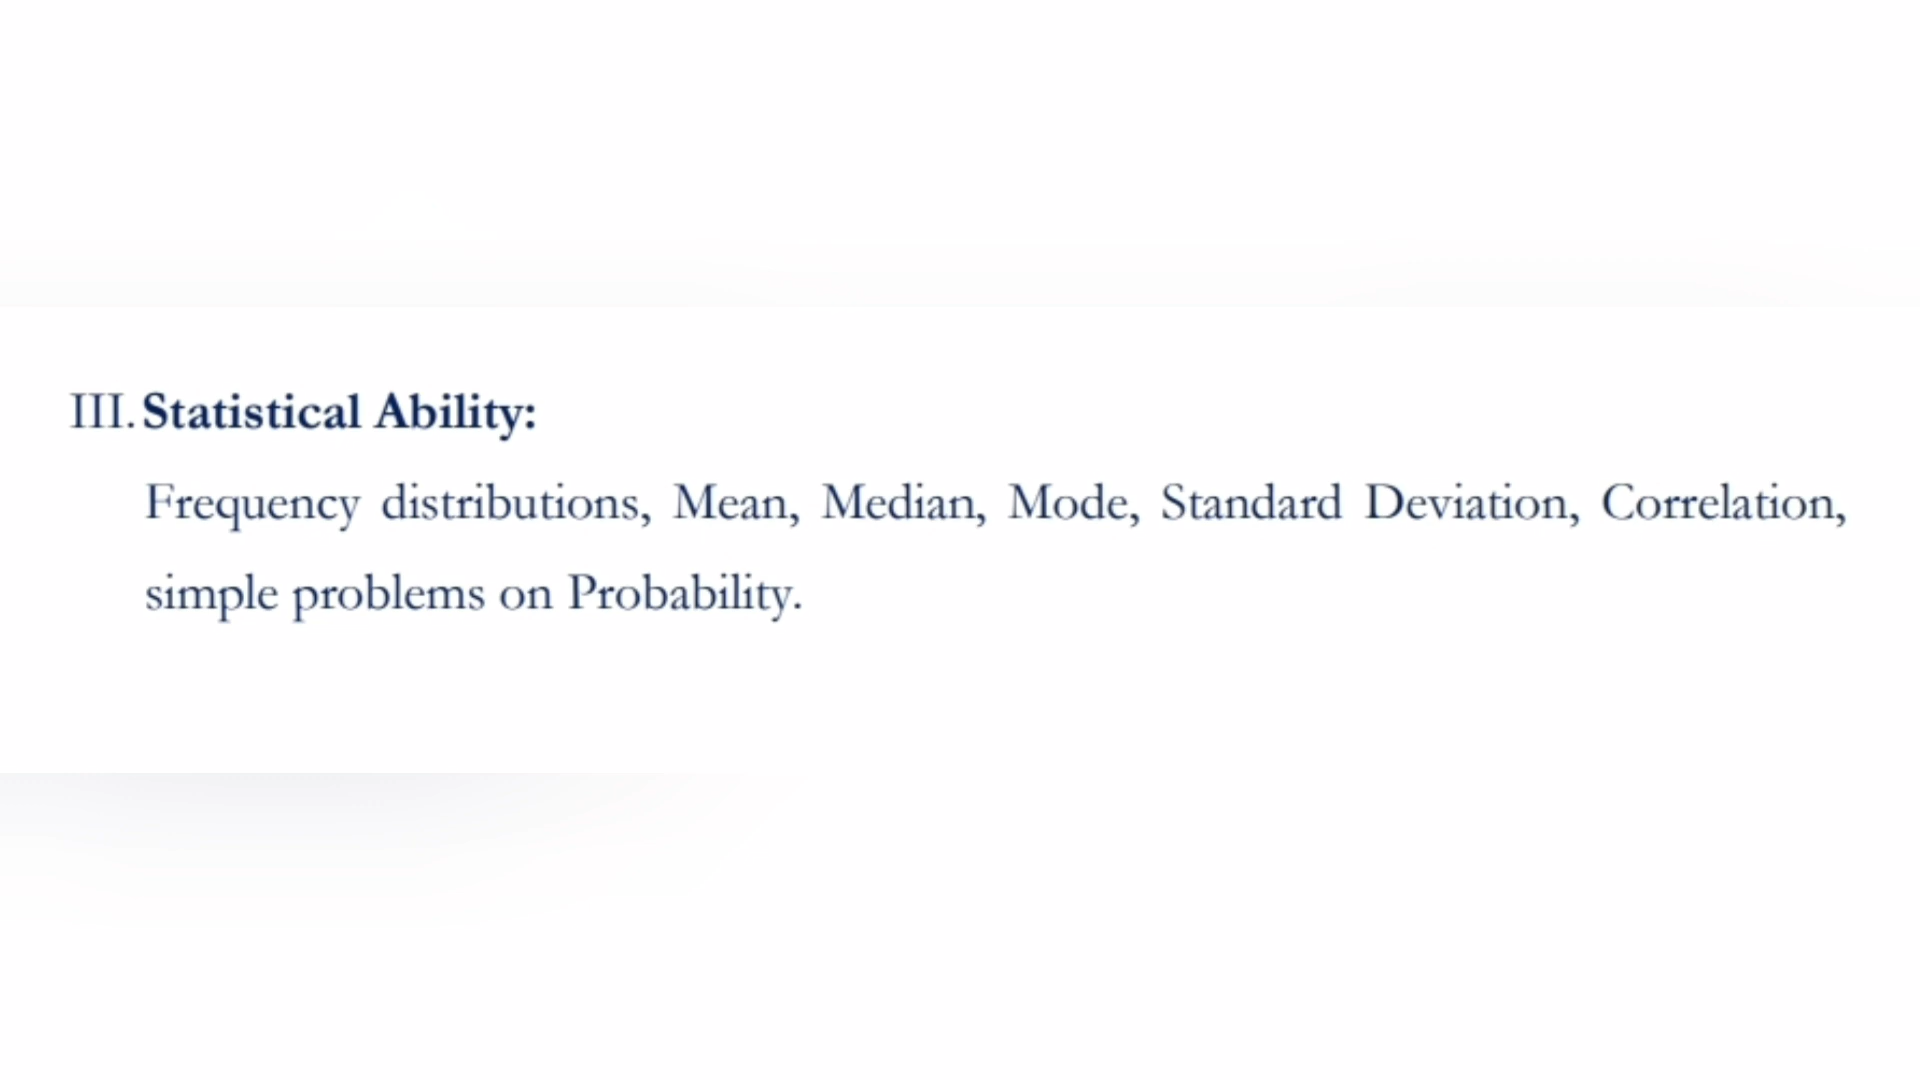 III. Statistical Ability:
Frequency distributions, Mean, Median, Mode, Standard Deviation, Correlation,
simple problems on Probability.